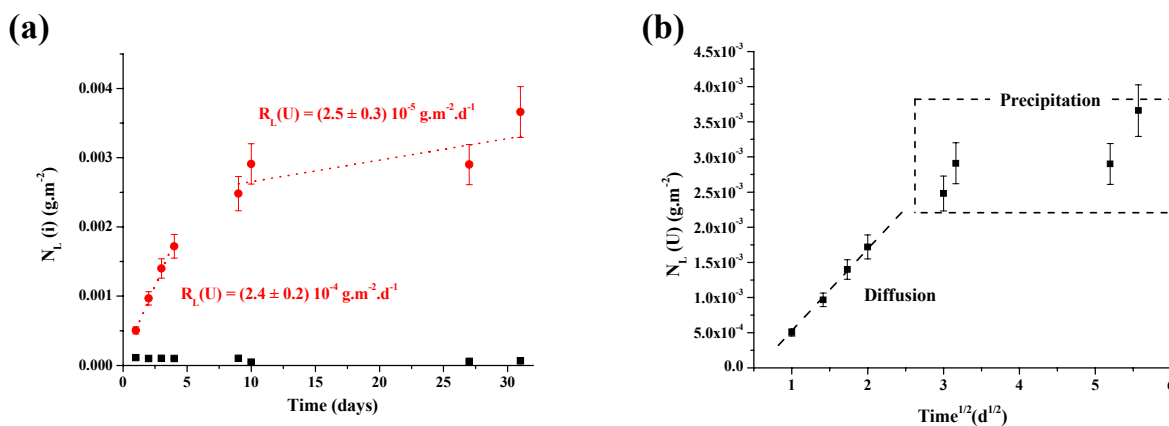 (a)
0.004
0.003
0.002
0.001
0.000
N_L (i) (g.m⁻²)
R_L(U) = (2.5 ± 0.3) 10⁻⁵ g.m⁻².d⁻¹
R_L(U) = (2.4 ± 0.2) 10⁻⁴ g.m⁻².d⁻¹
0 5 10 15 20 25 30
Time (days)
(b)
4.5x10⁻³
4.0x10⁻³
3.5x10⁻³
3.0x10⁻³
2.5x10⁻³
2.0x10⁻³
1.5x10⁻³
1.0x10⁻³
5.0x10⁻⁴
0.0
N_L (U) (g.m⁻²)
Precipitation
Diffusion
1 2 3 4 5 6
Time^1/2(d^1/2)